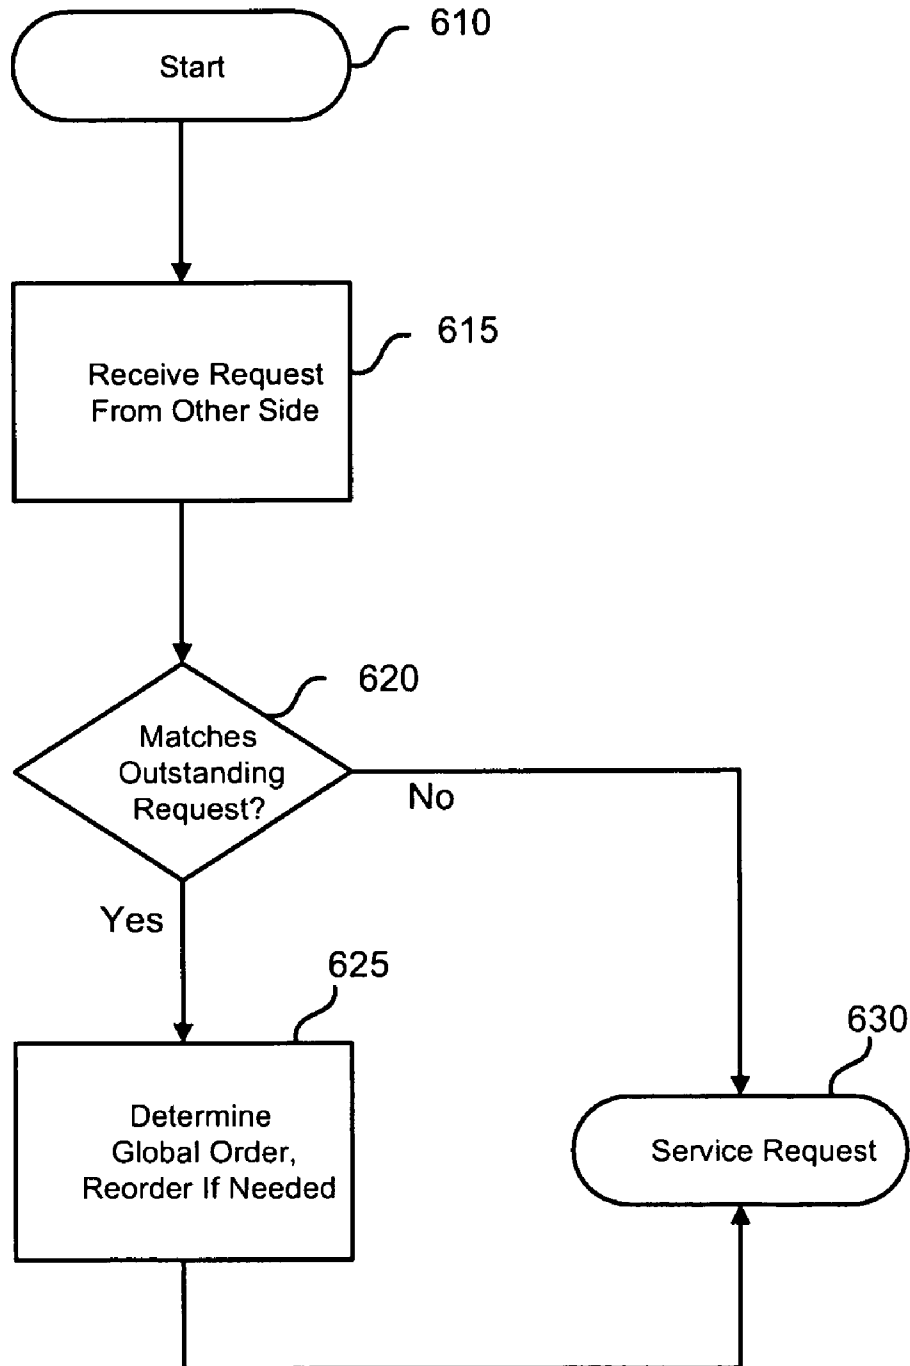 610
Start
615
Receive Request
From Other Side
620
Matches
Outstanding
Request?
No
Yes
625
630
Determine
Global Order,
Reorder If Needed
Service Request